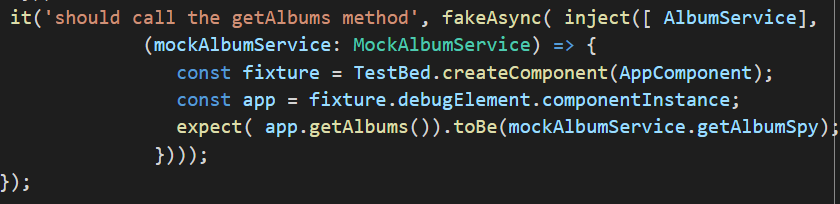 it('should call the getAlbums method', fakeAsync( inject([ AlbumService],
(mockAlbumService: MockAlbumService) => {
const fixture = TestBed.createComponent(AppComponent);
const app = fixture.debugElement.componentInstance;
expect( app.getAlbums()).toBe(mockAlbumService.getAlbumSpy);
})));
});